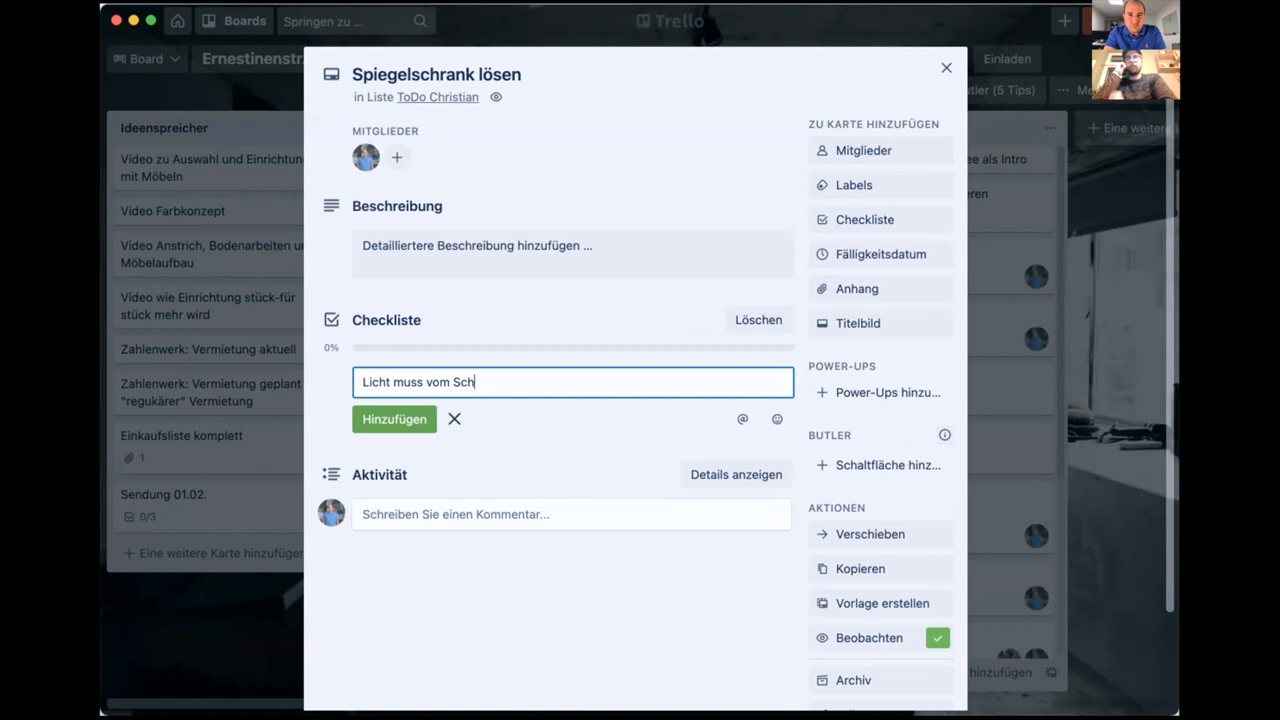 Boards
Springen zu ...
Trello
Board
Ernestinenstr.
Einladen
Butler (5 Tips)
Ideenspreicher
Video zu Auswahl und Einrichtung
mit Möbeln
Video Farbkonzept
Video Anstrich, Bodenarbeiten
Möbelaufbau
Video wie Einrichtung stück-für
stück mehr wird
Zahlenwerk: Vermietung aktuell
Zahlenwerk: Vermietung geplant
"regukärer" Vermietung
Einkaufsliste komplett
1
Sendung 01.02.
0/3
+ Eine weitere Karte hinzufügen
Spiegelschrank lösen
in Liste ToDo Christian
MITGLIEDER
Beschreibung
Detailliertere Beschreibung hinzufügen ...
Checkliste
Löschen
0%
Licht muss vom Sch
Hinzufügen
Aktivität
Details anzeigen
Schreiben Sie einen Kommentar...
ZU KARTE HINZUFÜGEN
Mitglieder
Labels
Checkliste
Fälligkeitsdatum
Anhang
Titelbild
POWER-UPS
+ Power-Ups hinzu...
BUTLER
+ Schaltfläche hinz...
AKTIONEN
Verschieben
Kopieren
Vorlage erstellen
Beobachten
Archiv
+ Eine weitere
als Intro
hinzufügen